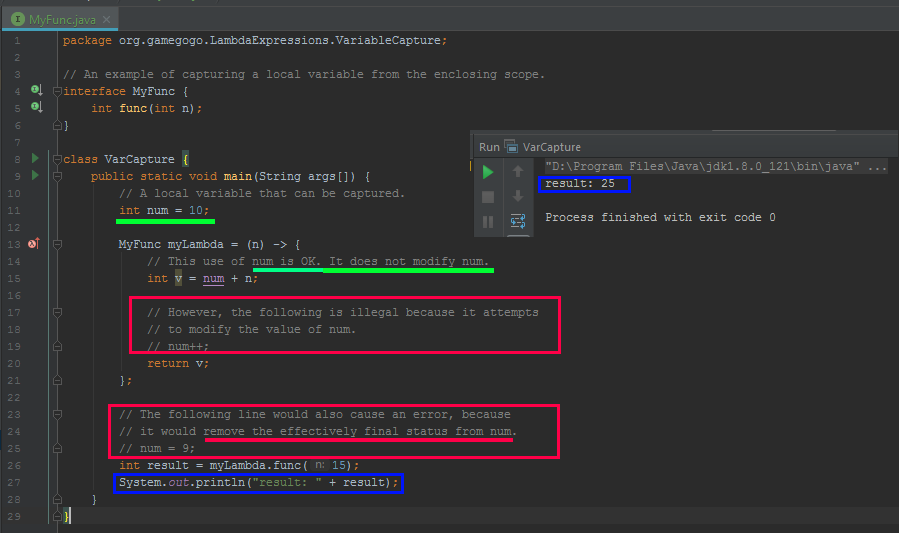 MyFunc.java
1 package org.gamegogo.LambdaExpressions.VariableCapture;
2
3 // An example of capturing a local variable from the enclosing scope.
4 interface MyFunc {
5 int func(int n);
6 }
7
8 class VarCapture {
9 public static void main(String args[]) {
10 // A local variable that can be captured.
11 int num = 10;
12
13 MyFunc myLambda = (n) -> {
14 // This use of num is OK. It does not modify num.
15 int v = num + n;
16
17 // However, the following is illegal because it attempts
18 // to modify the value of num.
19 // num++;
20 return v;
21 };
22
23 // The following line would also cause an error, because
24 // it would remove the effectively final status from num.
25 // num = 9;
26 int result = myLambda.func( n: 15);
27 System.out.println("result: " + result);
28 }
29 }
Run VarCapture
"D:\Program Files\Java\jdk1.8.0_121\bin\java" ...
result: 25
Process finished with exit code 0